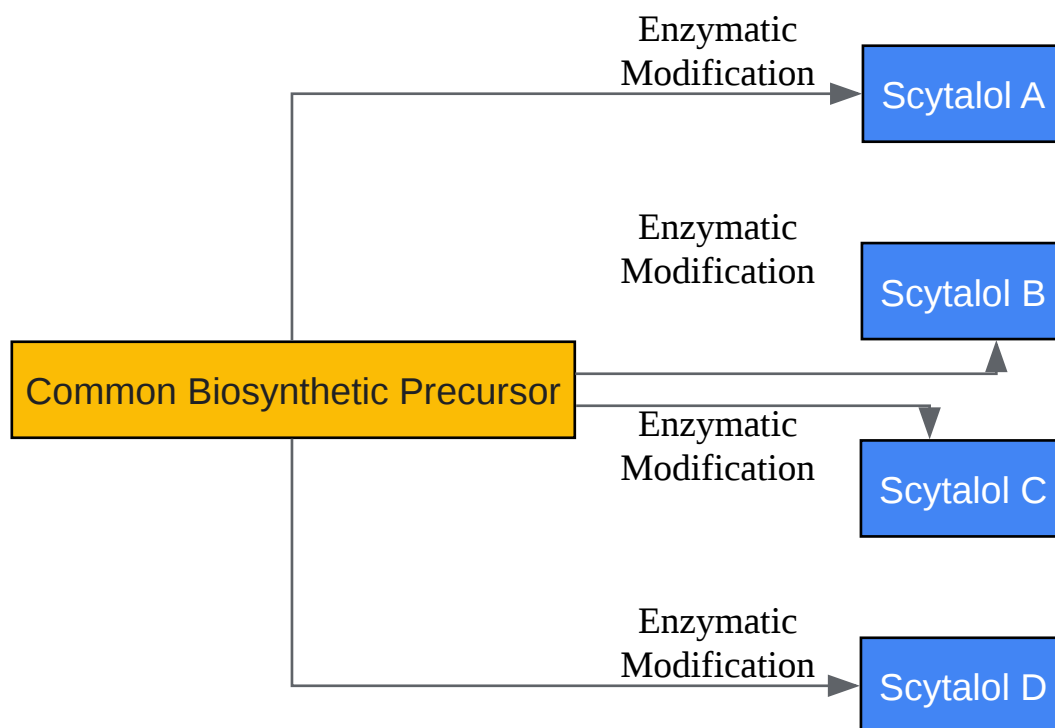 Enzymatic
Modification
Scytalol A
Enzymatic
Modification
Scytalol B
Common Biosynthetic Precursor
Enzymatic
Modification
Scytalol C
Enzymatic
Modification
Scytalol D